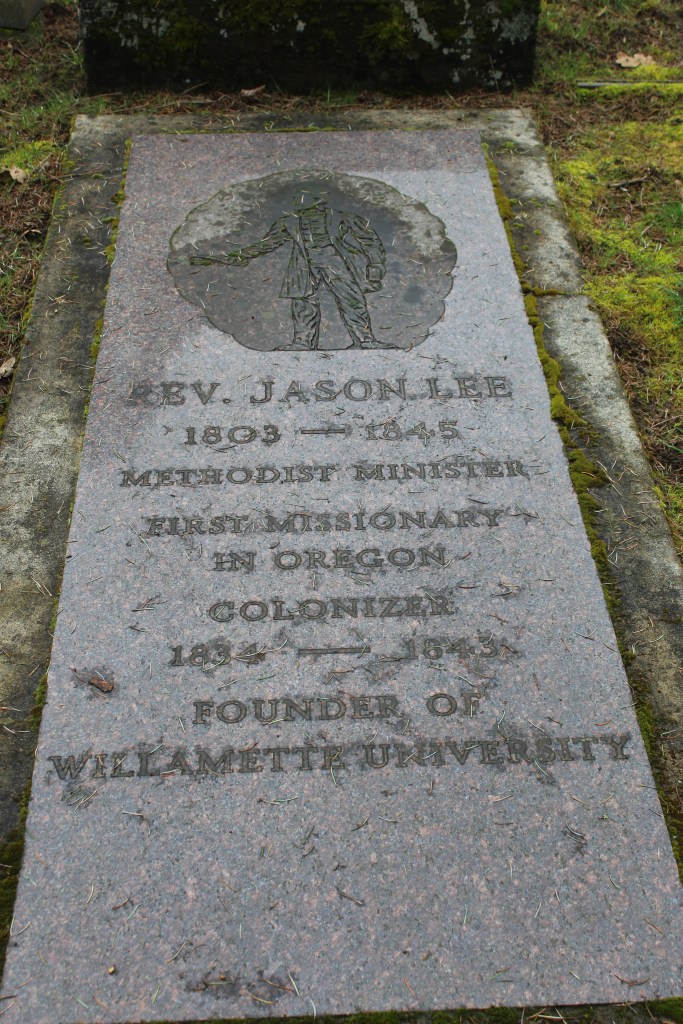 REV. JASON LEE
1803 — 1845
METHODIST MINISTER
FIRST MISSIONARY
IN OREGON
COLONIZER
1834 — 1843
FOUNDER OF
WILLAMETTE UNIVERSITY